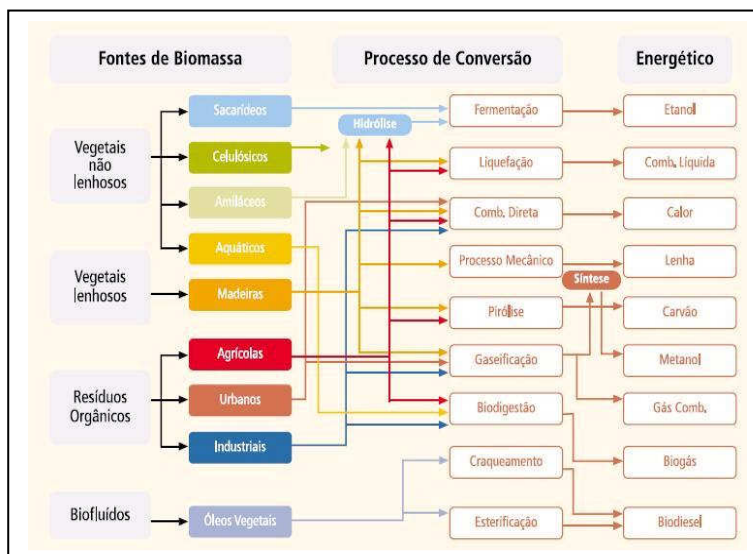 Fontes de Biomassa
Processo de Conversão
Energético
Vegetais
não
lenhosos
Vegetais
lenhosos
Resíduos
Orgânicos
Biofluídos
Sacarídeos
Celulósicos
Amiláceos
Aquáticos
Madeiras
Agrícolas
Urbanos
Industriais
Óleos Vegetais
Hidrólise
Fermentação
Liquefação
Comb. Direta
Processo Mecânico
Pirólise
Gaseificação
Biodigestão
Craqueamento
Esterificação
Síntese
Etanol
Comb. Líquida
Calor
Lenha
Carvão
Metanol
Gás Comb.
Biogás
Biodiesel